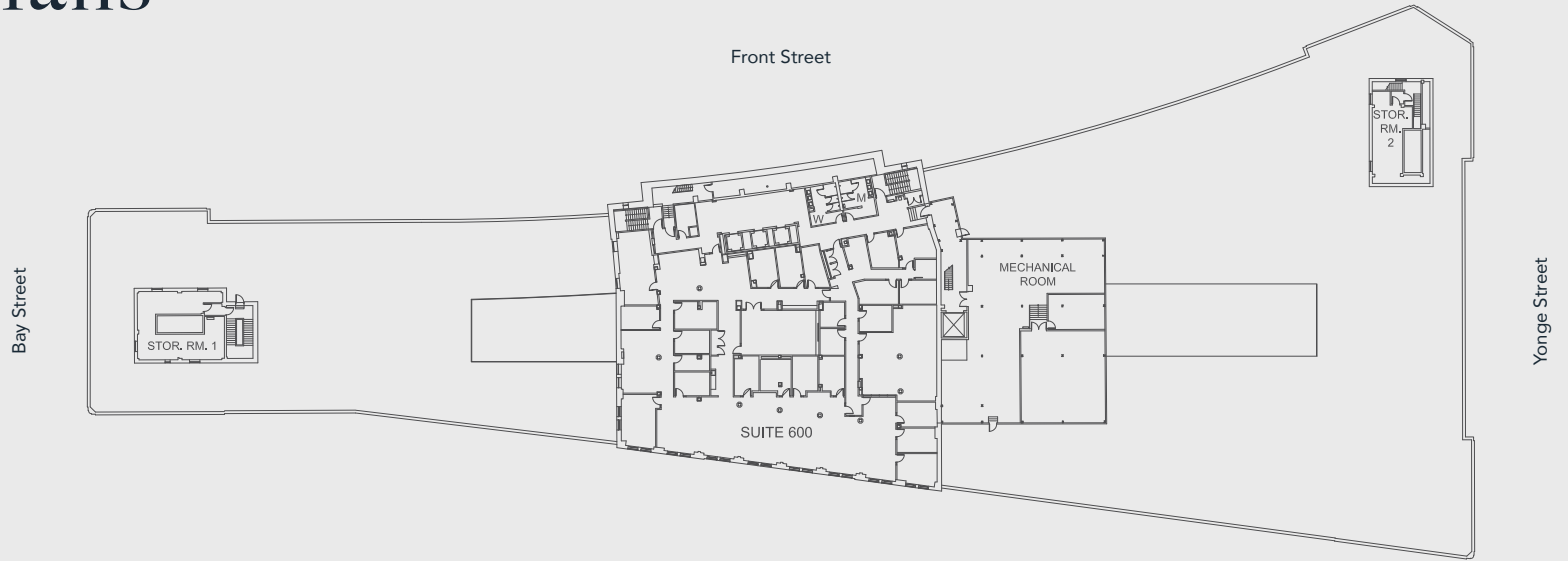 Front Street
STOR.
RM.
2
M
W
MECHANICAL
ROOM
Bay Street
Yonge Street
STOR. RM. 1
SUITE 600